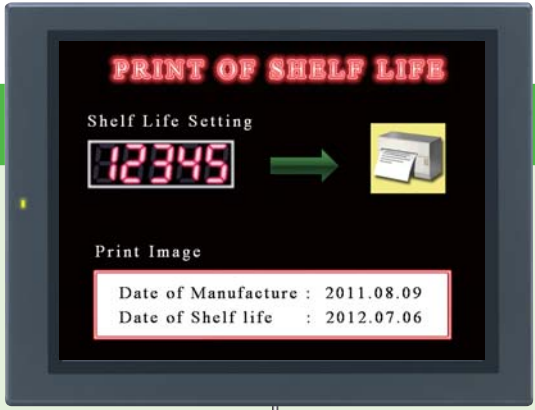 PRINT OF SHELF LIFE
Shelf Life Setting
12345
Print Image
Date of Manufacture : 2011.08.09
Date of Shelf life : 2012.07.06